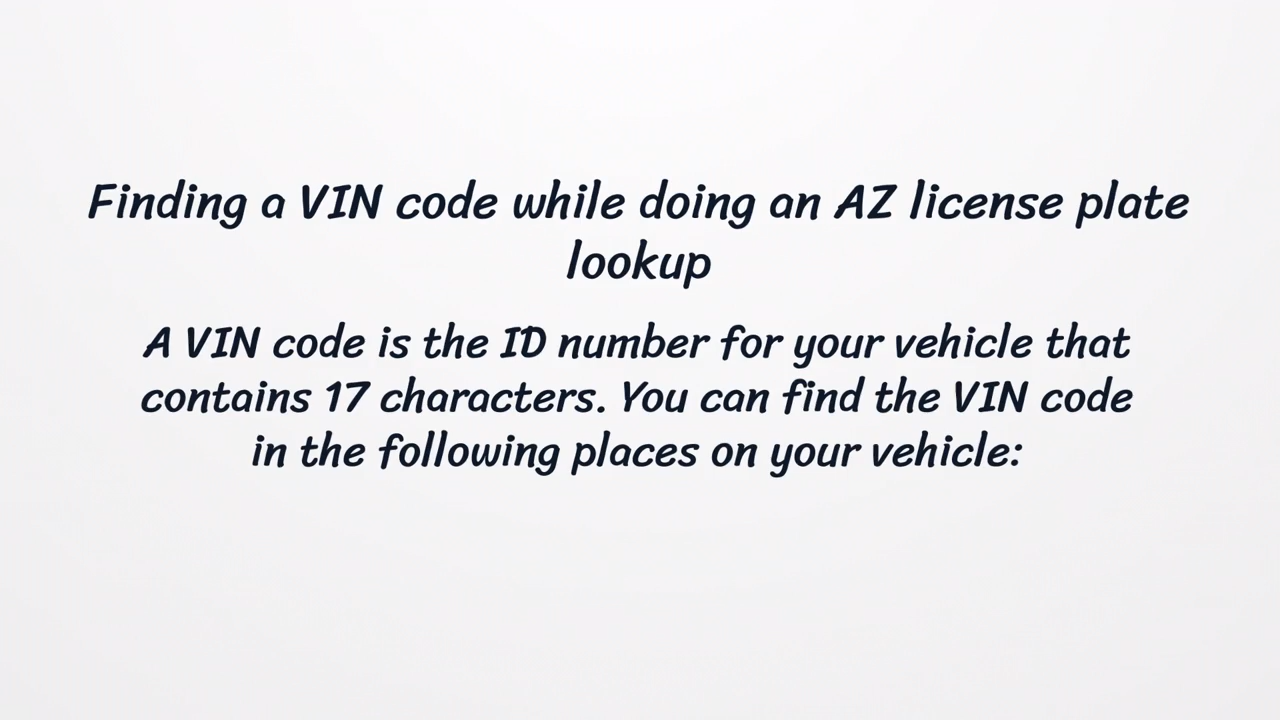 Finding a VIN code while doing an AZ license plate
lookup
A VIN code is the ID number for your vehicle that
contains 17 characters. You can find the VIN code
in the following places on your vehicle: